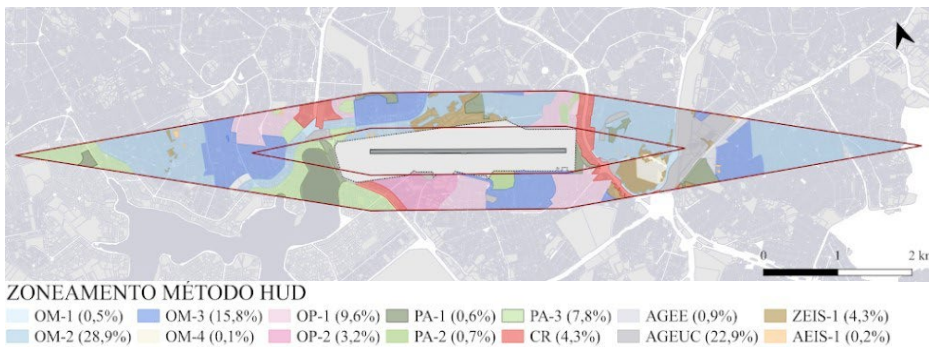 0 1 2 km
ZONEAMENTO MÉTODO HUD
OM-1 (0,5%) OM-3 (15,8%) OP-1 (9,6%) PA-1 (0,6%) PA-3 (7,8%) AGEE (0,9%) ZEIS-1 (4,3%)
OM-2 (28,9%) OM-4 (0,1%) OP-2 (3,2%) PA-2 (0,7%) CR (4,3%) AGEUC (22,9%) AEIS-1 (0,2%)